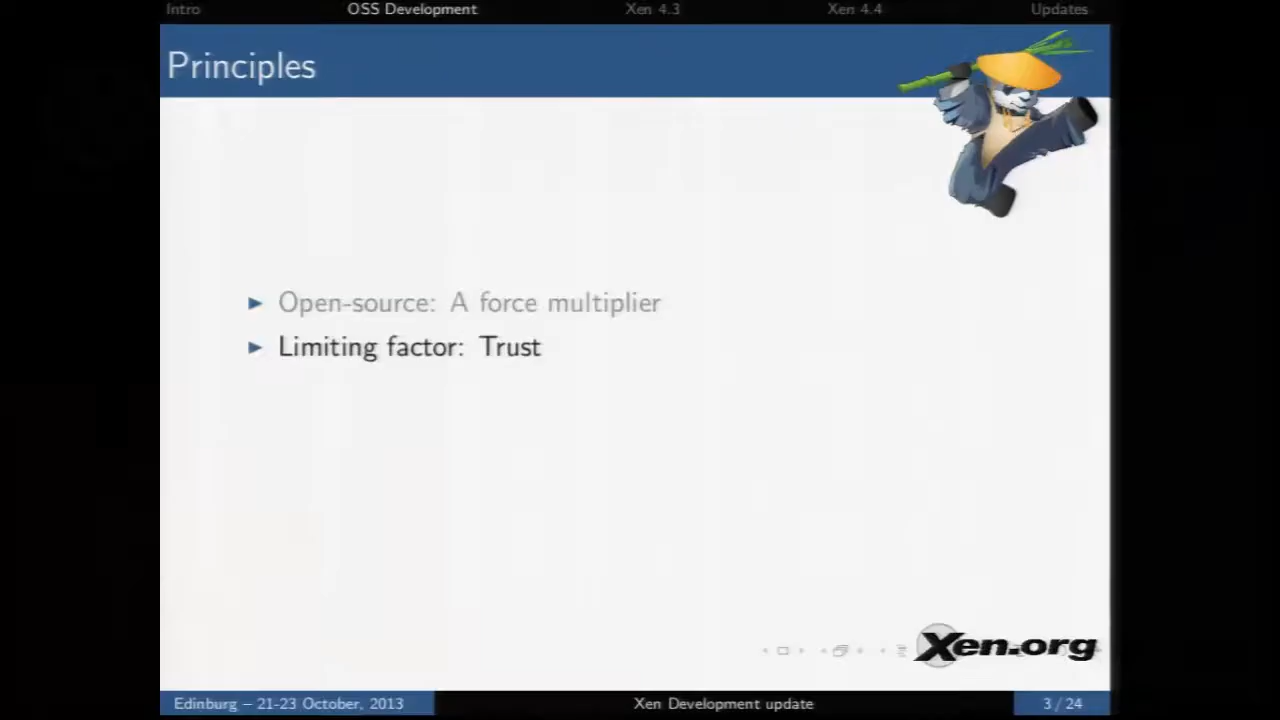 Intro OSS Development Xen 4.3 Xen 4.4 Updates
Principles
Open-source: A force multiplier
Limiting factor: Trust
Xen.org
Edinburg – 21-23 October, 2013 Xen Development update 3 / 24